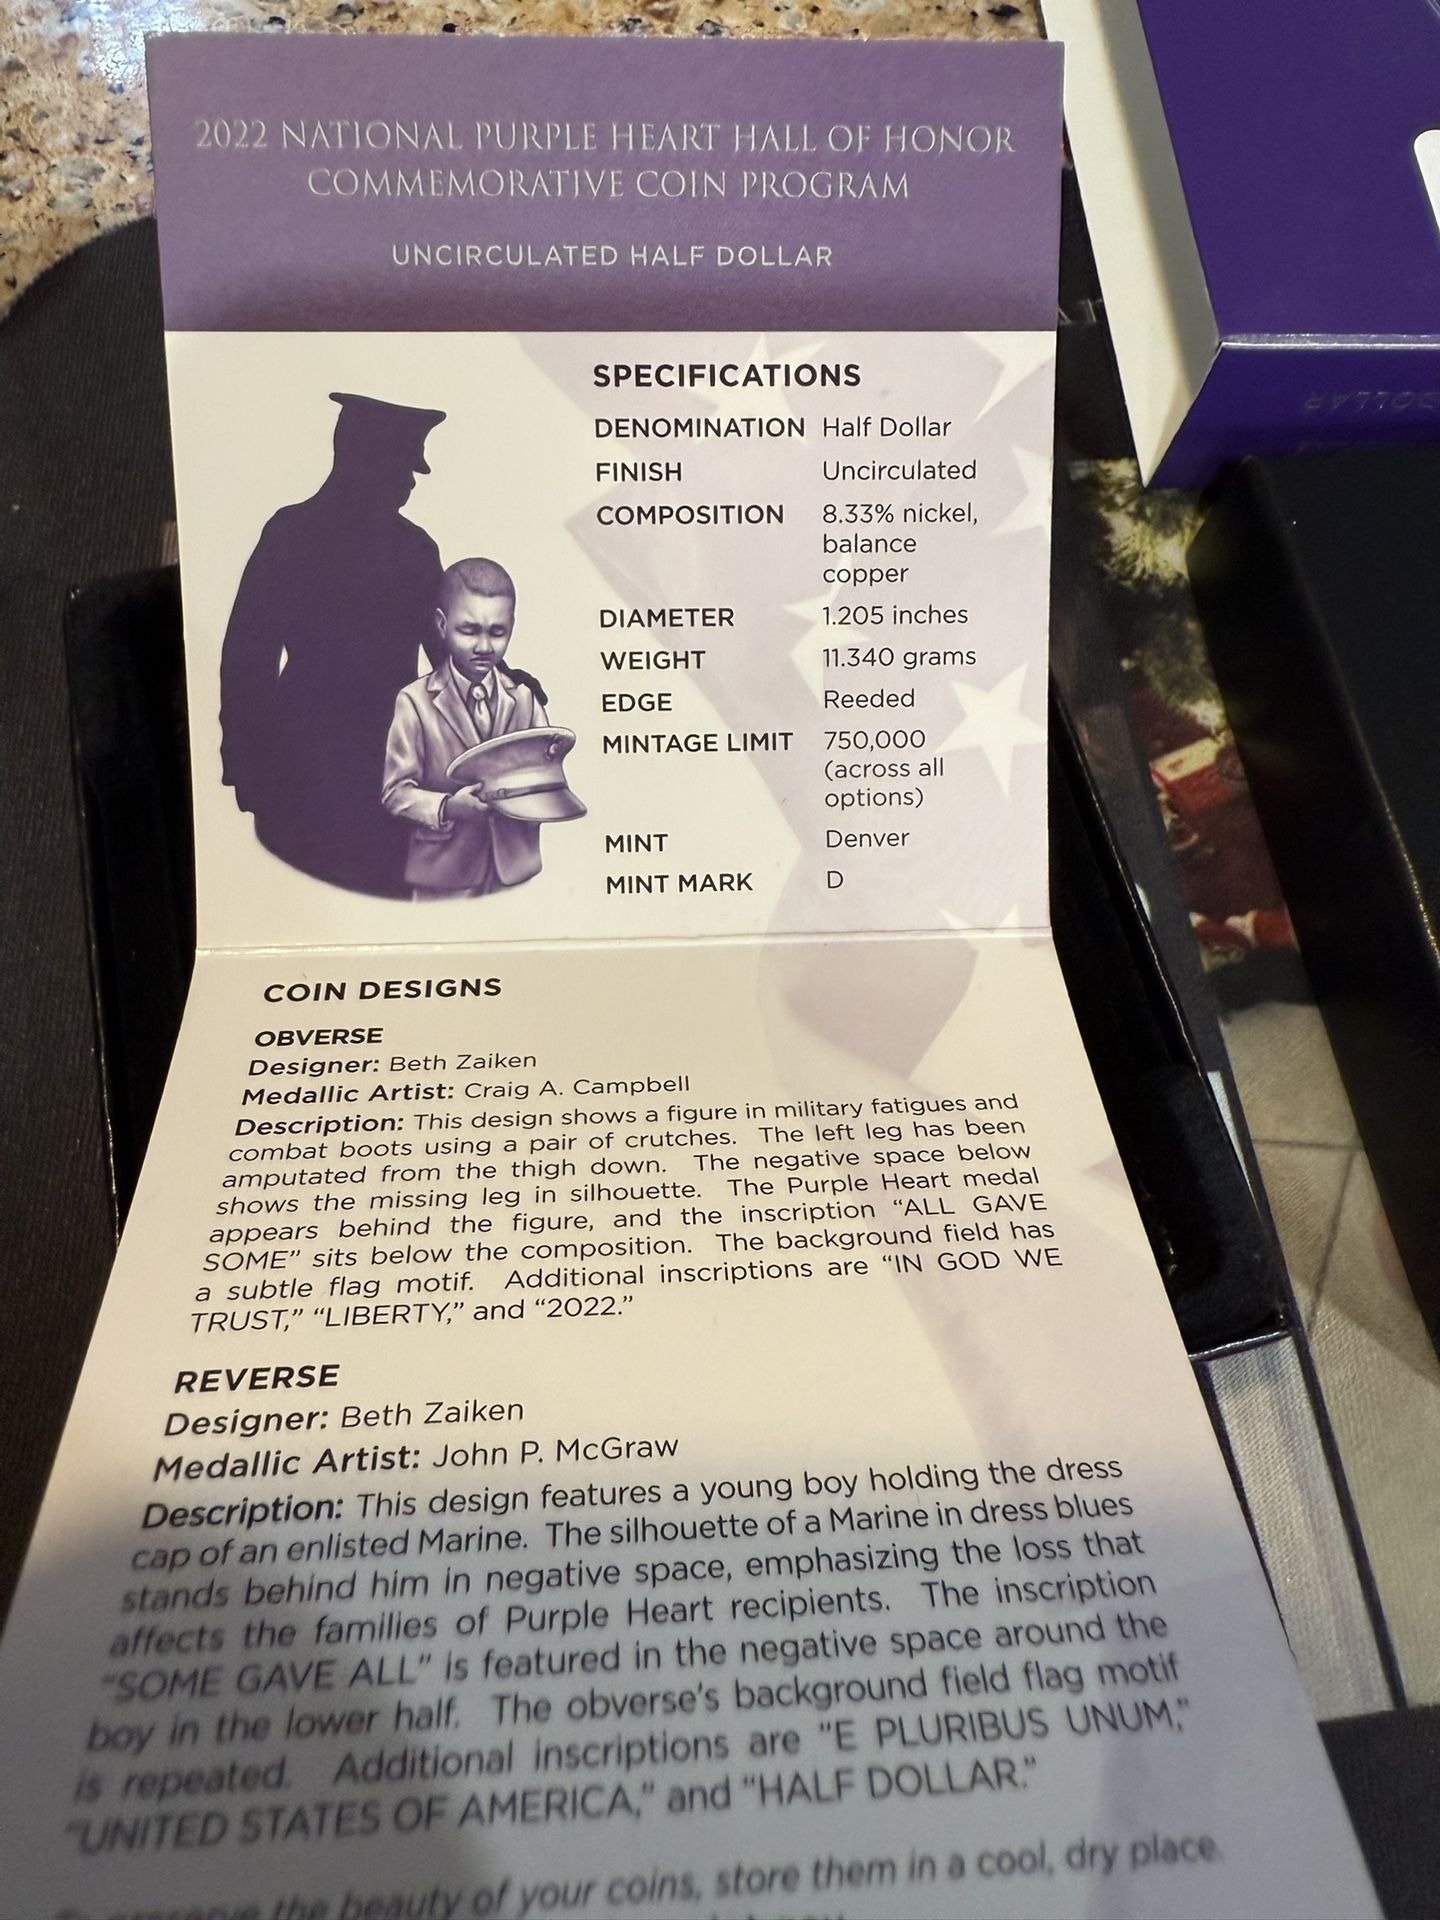 2022 NATIONAL PURPLE HEART HALL OF HONOR
COMMEMORATIVE COIN PROGRAM
UNCIRCULATED HALF DOLLAR
SPECIFICATIONS
DENOMINATION Half Dollar
FINISH Uncirculated
COMPOSITION 8.33% nickel,
balance
copper
DIAMETER 1.205 inches
WEIGHT 11.340 grams
EDGE Reeded
MINTAGE LIMIT 750,000
(across all
options)
MINT Denver
MINT MARK D
COIN DESIGNS
OBVERSE
Designer: Beth Zaiken
Medallic Artist: Craig A. Campbell
Description: This design shows a figure in military fatigues and
combat boots using a pair of crutches. The left leg has been
amputated from the thigh down. The negative space below
shows the missing leg in silhouette. The Purple Heart medal
appears behind the figure, and the inscription “ALL GAVE
SOME” sits below the composition. The background field has
a subtle flag motif. Additional inscriptions are “IN GOD WE
TRUST,” “LIBERTY,” and “2022.”
REVERSE
Designer: Beth Zaiken
Medallic Artist: John P. McGraw
Description: This design features a young boy holding the dress
cap of an enlisted Marine. The silhouette of a Marine in dress blues
stands behind him in negative space, emphasizing the loss that
affects the families of Purple Heart recipients. The inscription
“SOME GAVE ALL” is featured in the negative space around the
boy in the lower half. The obverse’s background field flag motif
is repeated. Additional inscriptions are “E PLURIBUS UNUM,”
“UNITED STATES OF AMERICA,” and “HALF DOLLAR.”
To preserve the beauty of your coins, store them in a cool, dry place.
DOLLAR